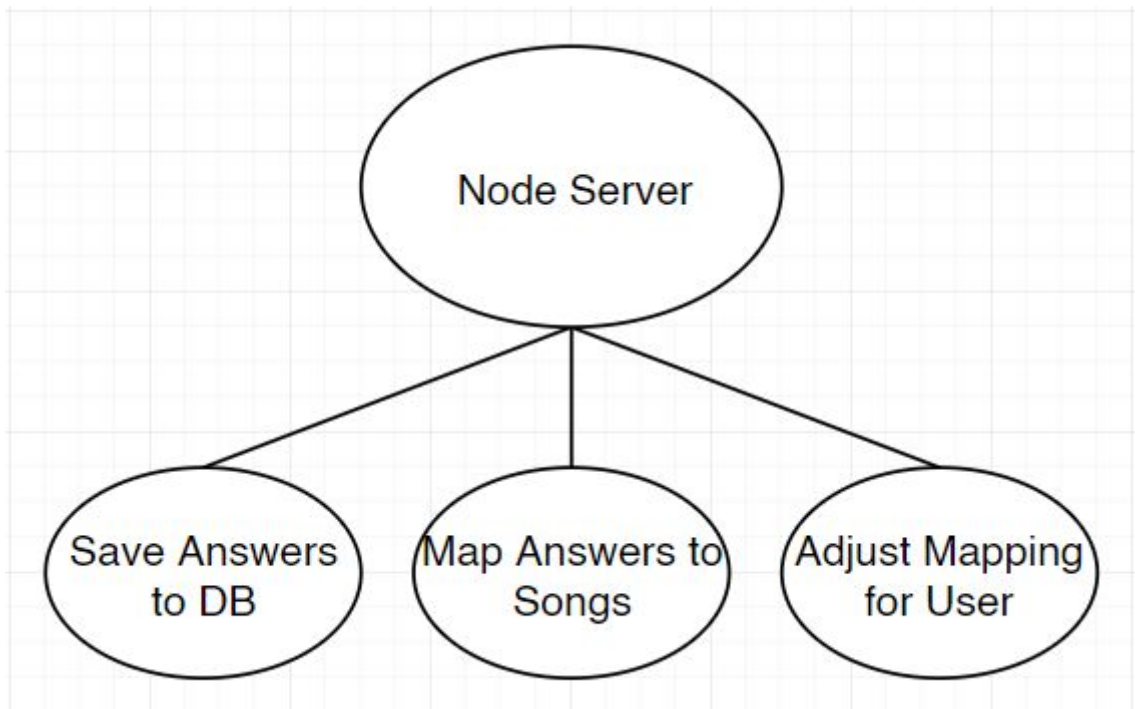 Node Server
Save Answers
to DB
Map Answers to
Songs
Adjust Mapping
for User